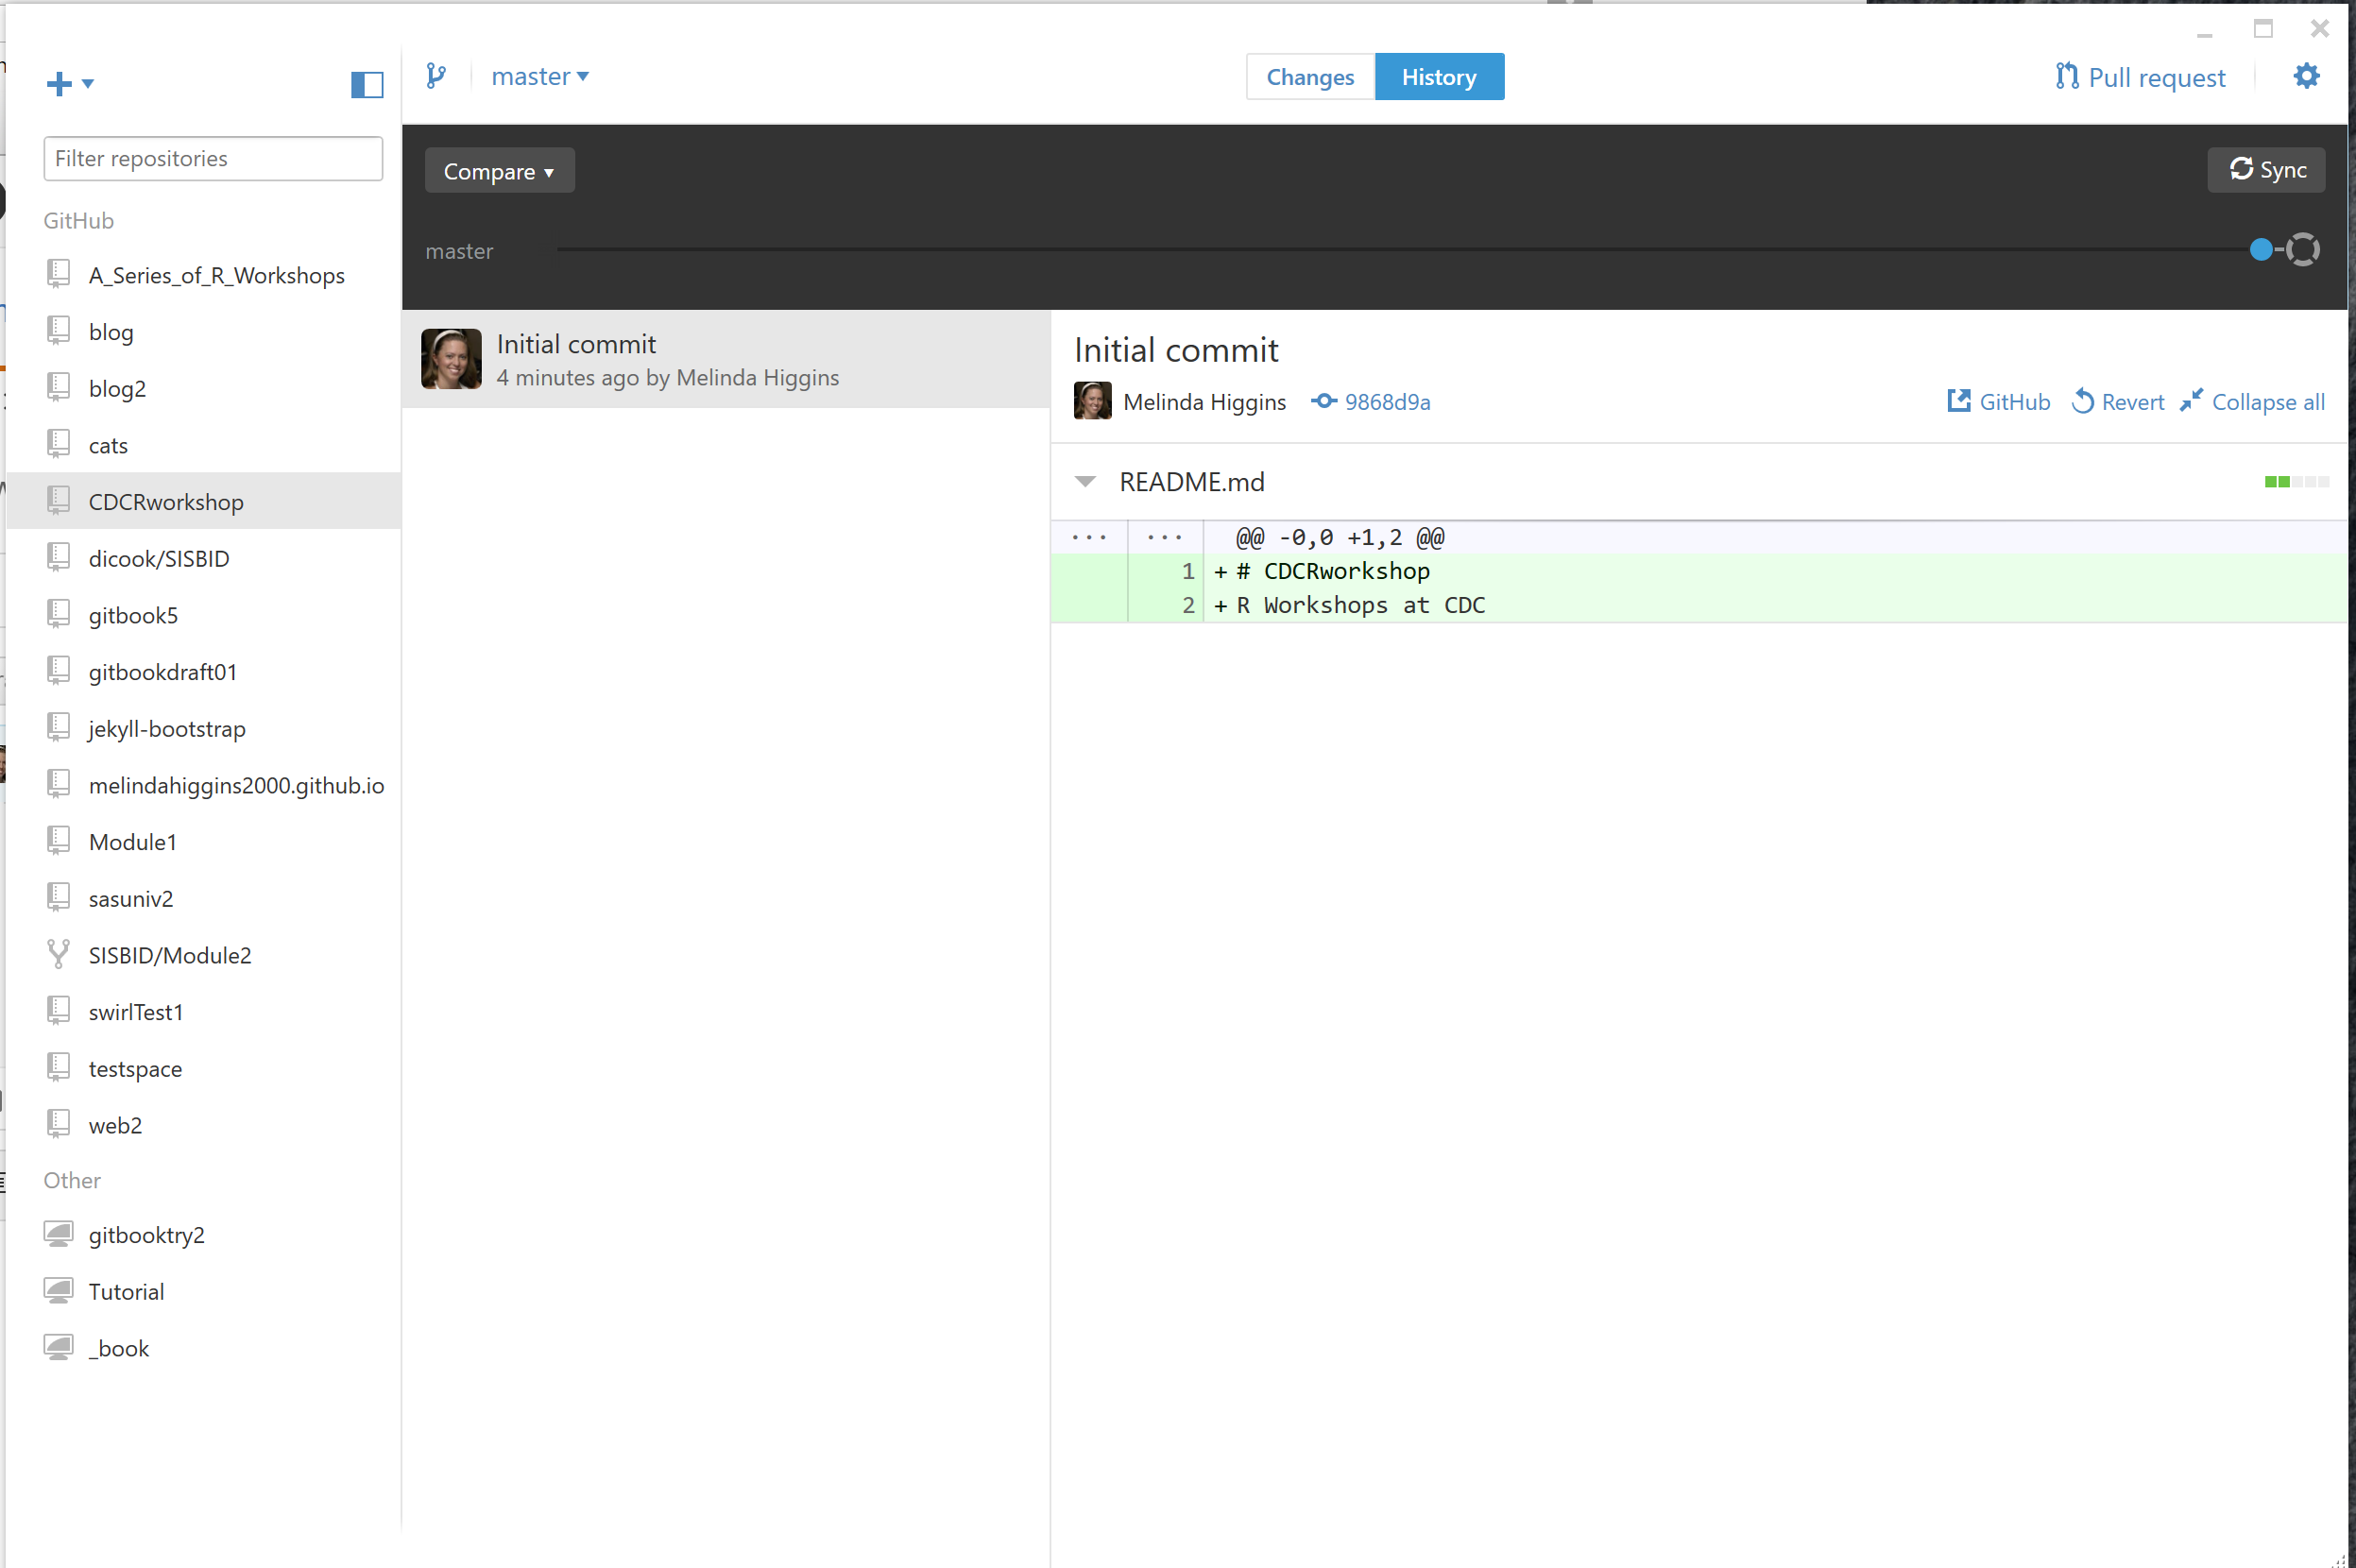 master
Changes
History
Pull request
Filter repositories
GitHub
A_Series_of_R_Workshops
blog
blog2
cats
CDCRworkshop
dicook/SISBID
gitbook5
gitbookdraft01
jekyll-bootstrap
melindahiggins2000.github.io
Module1
sasuniv2
SISBID/Module2
swirlTest1
testspace
web2
Other
gitbooktry2
Tutorial
_book
Compare
Sync
master
Initial commit
4 minutes ago by Melinda Higgins
Initial commit
Melinda Higgins
9868d9a
GitHub
Revert
Collapse all
README.md
... ... @@ -0,0 +1,2 @@
1 + # CDCRworkshop
2 + R Workshops at CDC